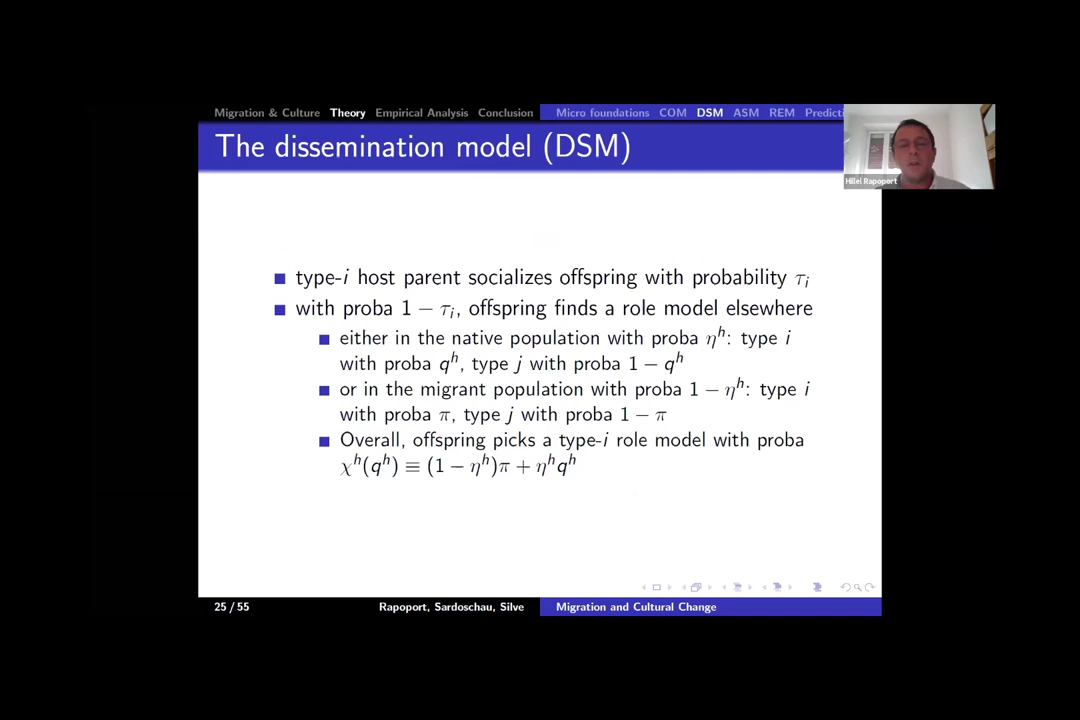 Migration & Culture Theory Empirical Analysis Conclusion Micro foundations COM DSM ASM REM Predicti
The dissemination model (DSM)
Hillel Rapoport
type-i host parent socializes offspring with probability τᵢ
with proba 1 − τᵢ, offspring finds a role model elsewhere
either in the native population with proba ηʰ: type i
with proba qʰ, type j with proba 1 − qʰ
or in the migrant population with proba 1 − ηʰ: type i
with proba π, type j with proba 1 − π
Overall, offspring picks a type-i role model with proba
χʰ(qʰ) ≡ (1 − ηʰ)π + ηʰqʰ
25 / 55 Rapoport, Sardoschau, Silve Migration and Cultural Change